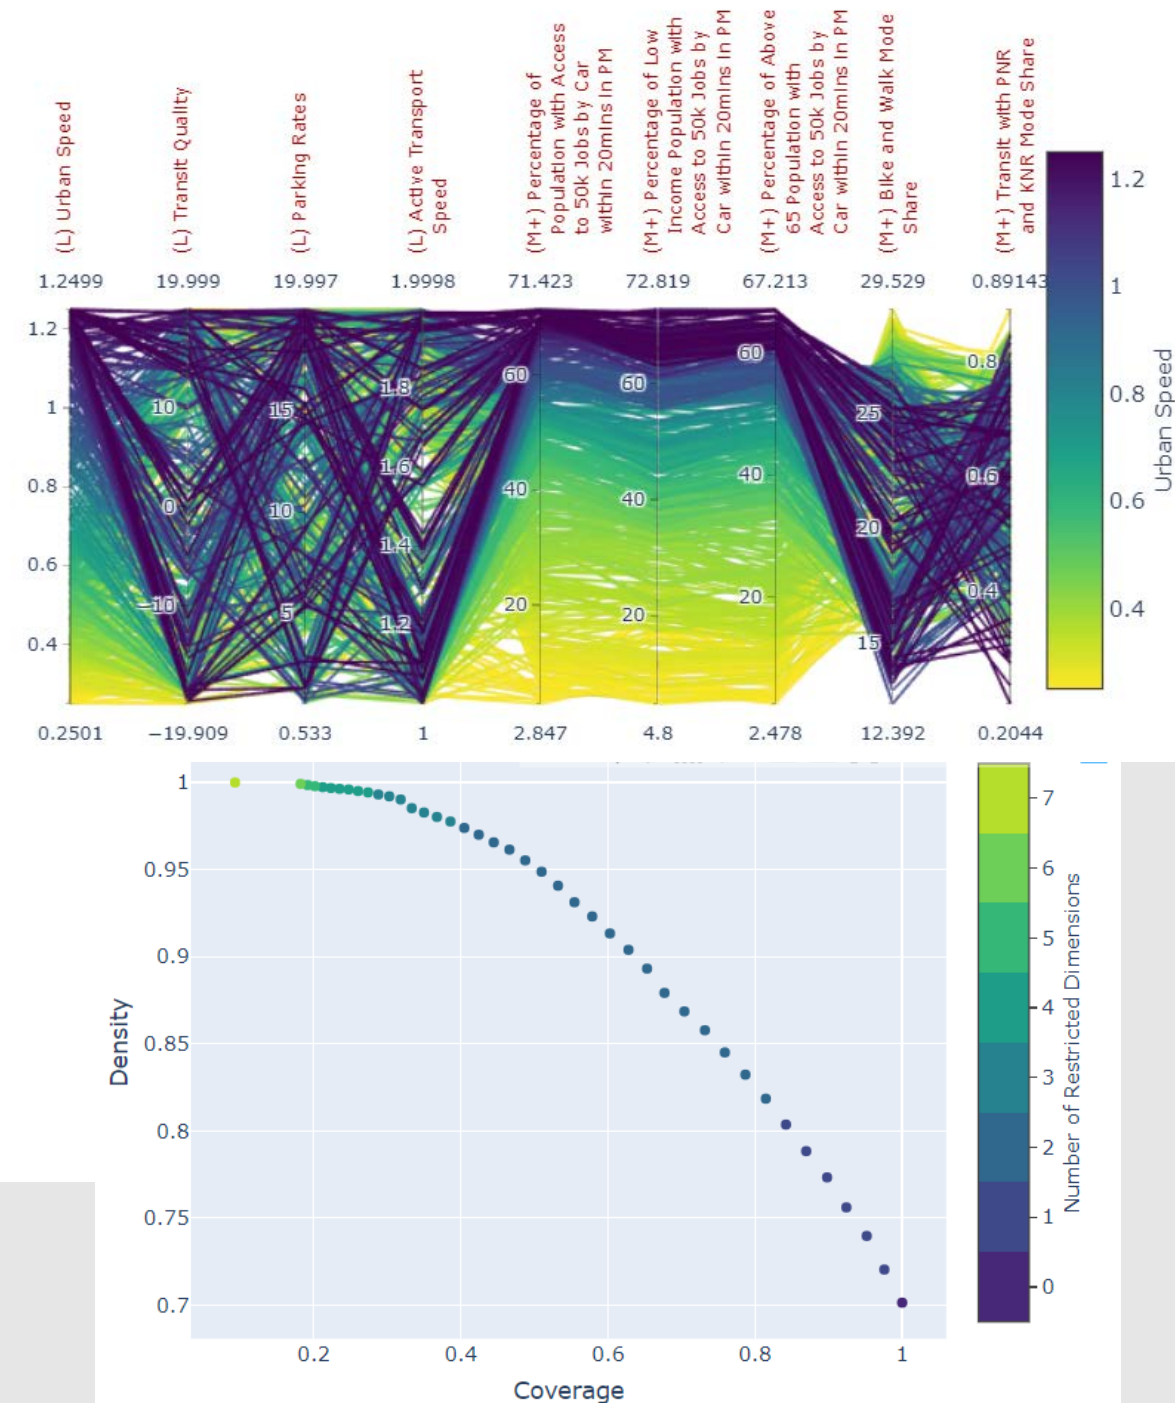 (L) Urban Speed
(L) Transit Quality
(L) Parking Rates
(L) Active Transport
Speed
(M+) Percentage of
Population with Access
to 50k Jobs by Car
within 20mins in PM
(M+) Percentage of Low
Income Population with
Access to 50k Jobs by
Car within 20mins in PM
(M+) Percentage of Above
65 Population with
Access to 50k Jobs by
Car within 20mins in PM
(M+) Bike and Walk Mode
Share
(M+) Transit with PNR
and KNR Mode Share
1.2499
19.999
19.997
1.9998
71.423
72.819
67.213
29.529
0.89143
1.2
1
0.8
0.6
0.4
10
0
−10
15
10
5
1.8
1.6
1.4
1.2
60
40
20
60
40
20
60
40
20
25
20
15
0.8
0.6
0.4
0.2501
−19.909
0.533
1
2.847
4.8
2.478
12.392
0.2044
1.2
1
0.8
0.6
0.4
Urban Speed
1
0.95
0.9
0.85
0.8
0.75
0.7
Density
0.2
0.4
0.6
0.8
1
Coverage
7
6
5
4
3
2
1
0
Number of Restricted Dimensions